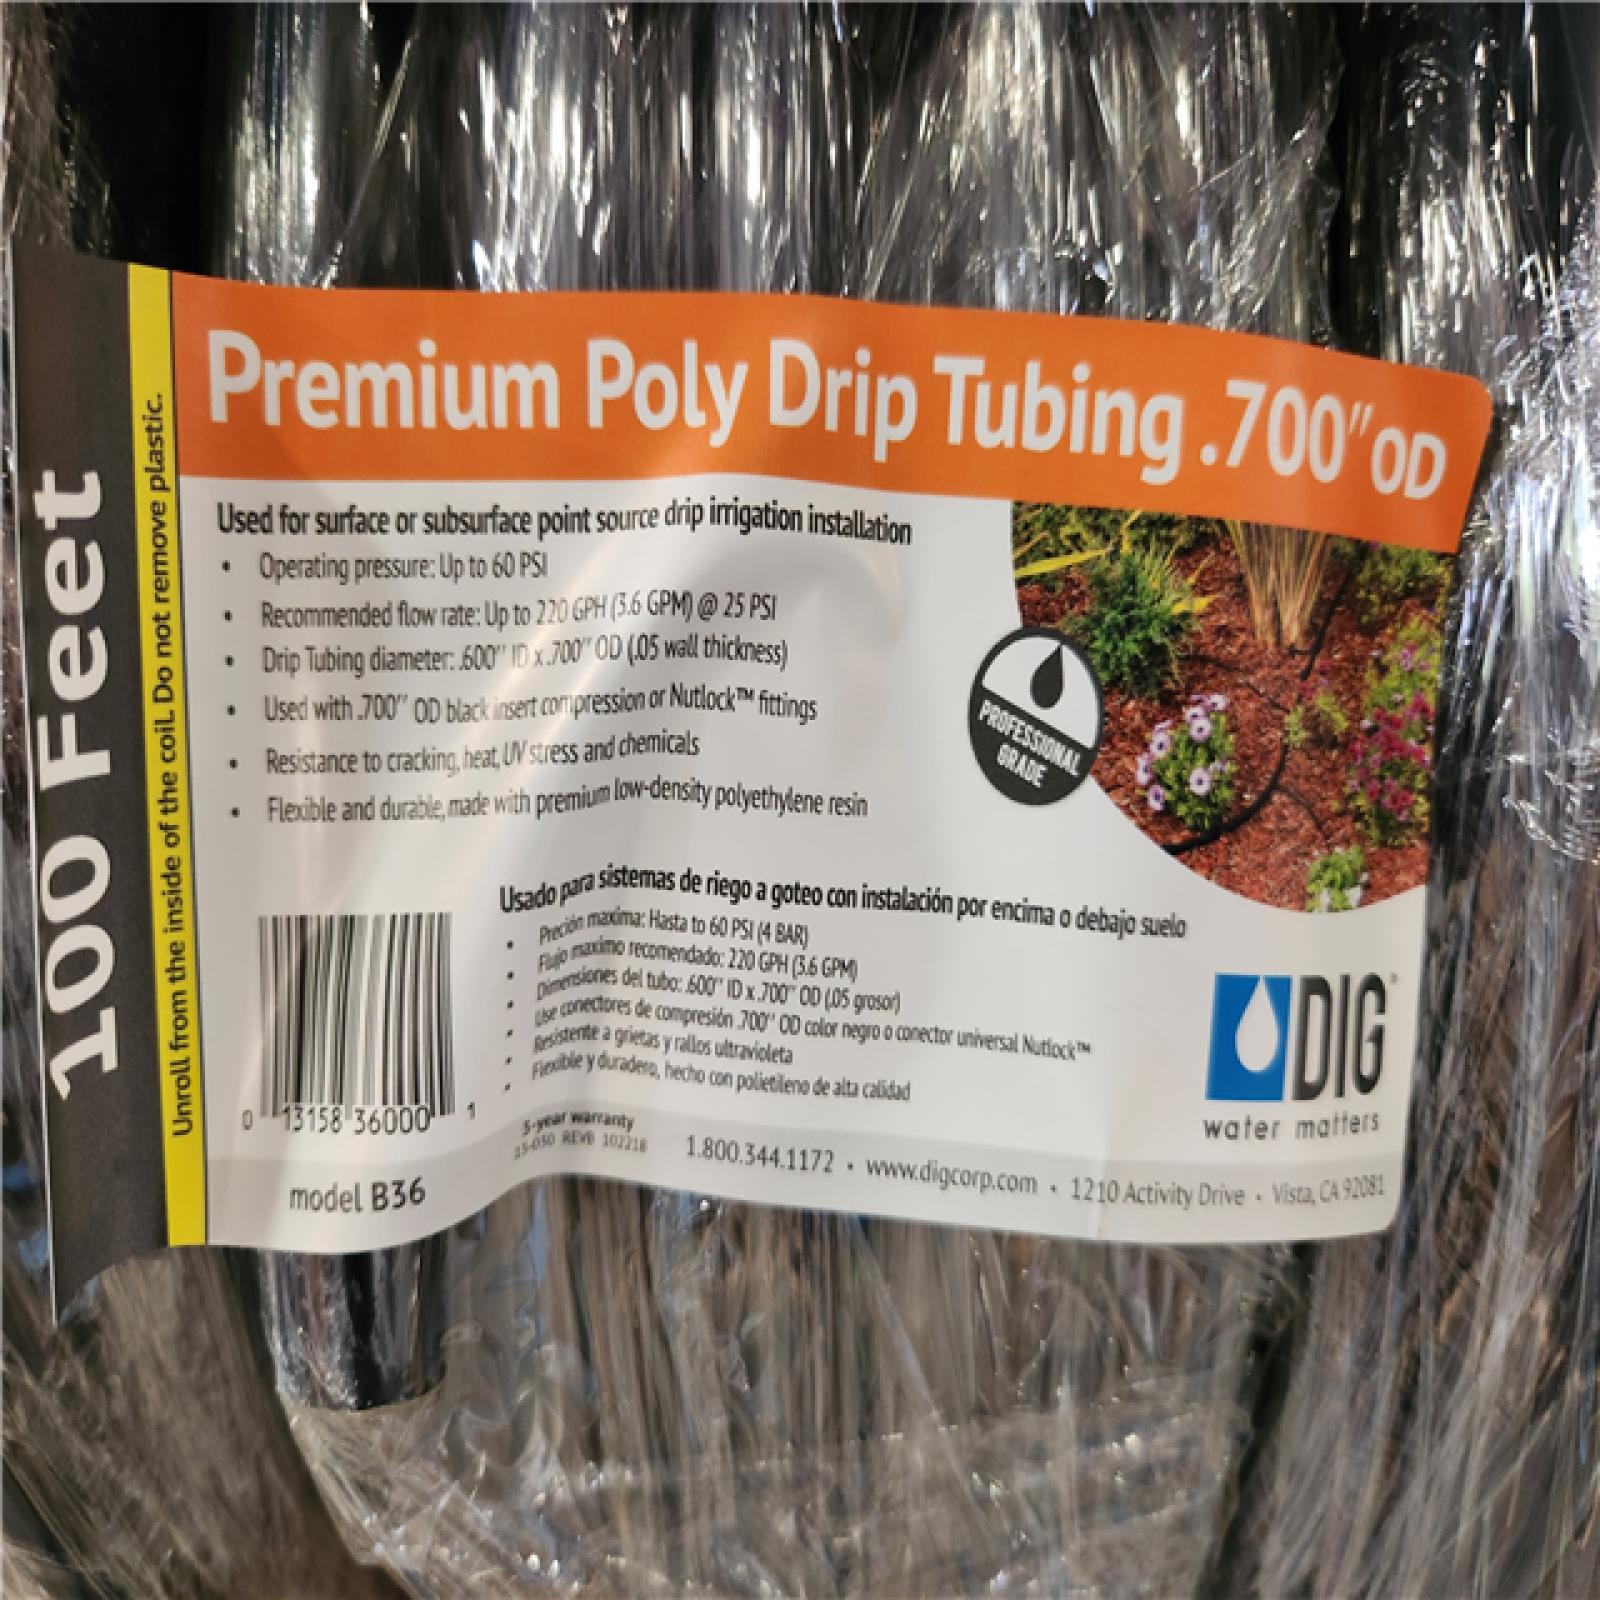 100 Feet
Unroll from the inside of the coil. Do not remove plastic.
Premium Poly Drip Tubing .700" OD
Used for surface or subsurface point source drip irrigation installation
• Operating pressure: Up to 60 PSI
• Recommended flow rate: Up to 220 GPH (3.6 GPM) @ 25 PSI
• Drip Tubing diameter: .600" ID x .700" OD (.05 wall thickness)
• Used with .700" OD black insert compression or Nutlock™ fittings
• Resistance to cracking, heat, UV stress and chemicals
• Flexible and durable, made with premium low-density polyethylene resin
PROFESSIONAL
GRADE
Usado para sistemas de riego a goteo con instalación por encima o debajo suelo
• Preción maxima: Hasta to 60 PSI (4 BAR)
• Flujo maximo recomendado: 220 GPH (3.6 GPM)
• Dimensiones del tubo: .600" ID x .700" OD (.05 grosor)
• Use conectores de compresión .700" OD color negro o conector universal Nutlock™
• Resistente a grietas y rallos ultravioleta
• Flexible y duradero, hecho con polietileno de alta calidad
DIG®
water matters
0 13158 36000 1
5-year warranty
15-030 REVB 102218
model B36
1.800.344.1172 • www.digcorp.com • 1210 Activity Drive • Vista, CA 92081